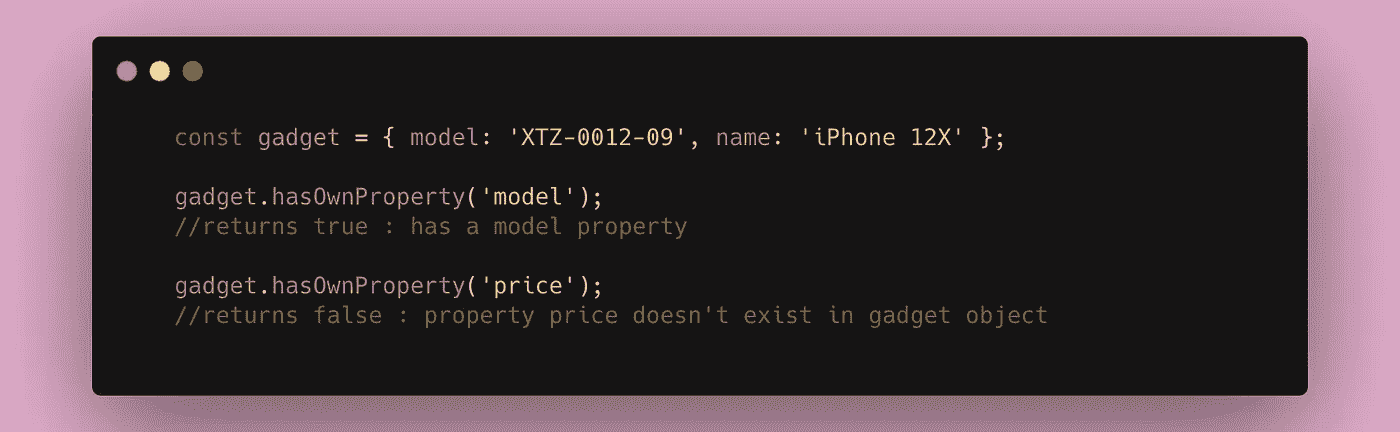 const gadget = { model: 'XTZ-0012-09', name: 'iPhone 12X' };
gadget.hasOwnProperty('model');
//returns true : has a model property
gadget.hasOwnProperty('price');
//returns false : property price doesn't exist in gadget object